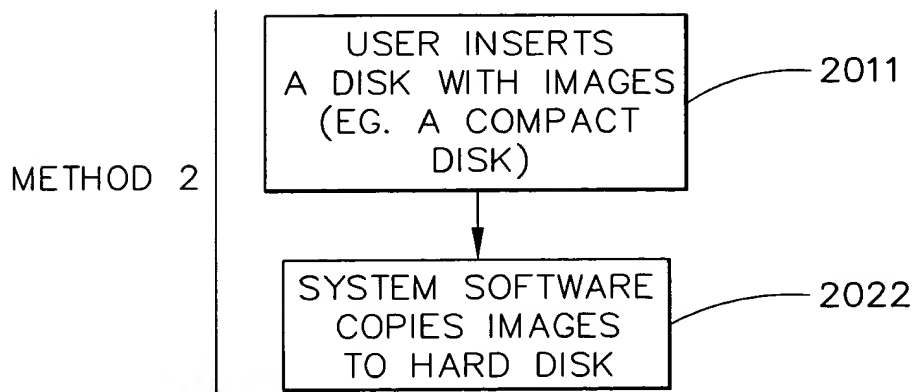 METHOD 2
USER INSERTS
A DISK WITH IMAGES
(EG. A COMPACT
DISK)
2011
SYSTEM SOFTWARE
COPIES IMAGES
TO HARD DISK
2022